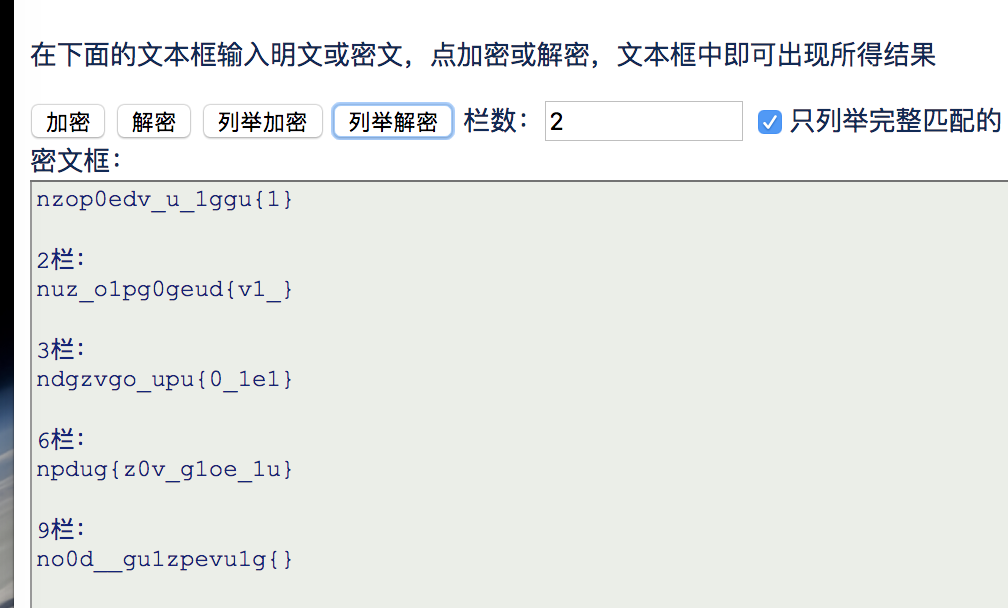 在下面的文本框输入明文或密文，点加密或解密，文本框中即可出现所得结果
加密 解密 列举加密 列举解密 栏数： 2 只列举完整匹配的
密文框：
nzop0edv_u_1ggu{1}
2栏：
nuz_o1pg0geud{v1_}
3栏：
ndgzvgo_upu{0_1e1}
6栏：
npdug{z0v_g1oe_1u}
9栏：
no0d__gu1zpevu1g{}